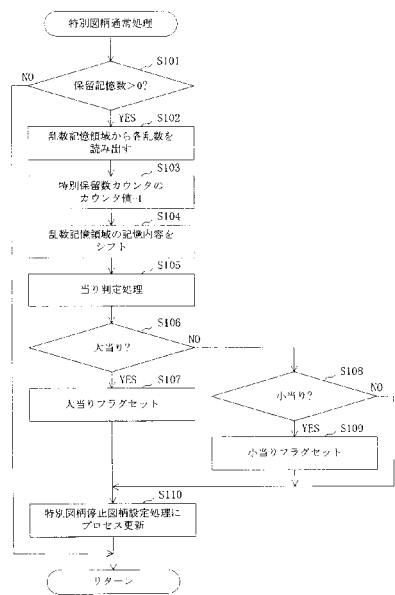 特別図柄通常処理
S101
NO
保留記憶数>0?
YES
S102
乱数記憶領域から各乱数を
読み出す
S103
特別保留数カウンタの
カウンタ値-1
S104
乱数記憶領域の記憶内容を
シフト
S105
当り判定処理
S106
NO
大当り?
S108
YES
S107
NO
小当り?
大当りフラグセット
YES
S109
小当りフラグセット
S110
特別図柄停止図柄設定処理に
プロセス更新
リターン